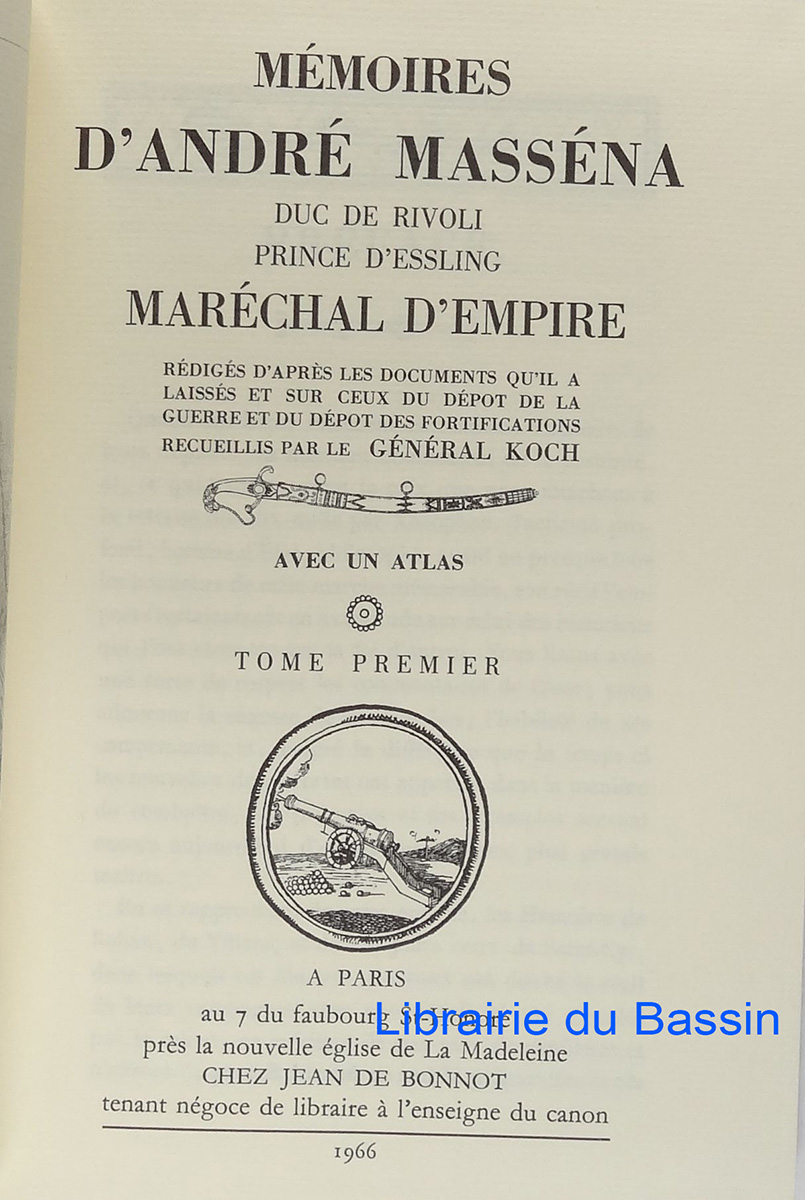 MÉMOIRES
D'ANDRÉ MASSÉNA
DUC DE RIVOLI
PRINCE D'ESSLING
MARÉCHAL D'EMPIRE
RÉDIGÉS D'APRÈS LES DOCUMENTS QU'IL A
LAISSÉS ET SUR CEUX DU DÉPOT DE LA
GUERRE ET DU DÉPOT DES FORTIFICATIONS
RECUEILLIS PAR LE GÉNÉRAL KOCH
AVEC UN ATLAS
TOME PREMIER
A PARIS
au 7 du faubourg St-Honoré
Librairie du Bassin
près la nouvelle église de La Madeleine
CHEZ JEAN DE BONNOT
tenant négoce de libraire à l'enseigne du canon
1966